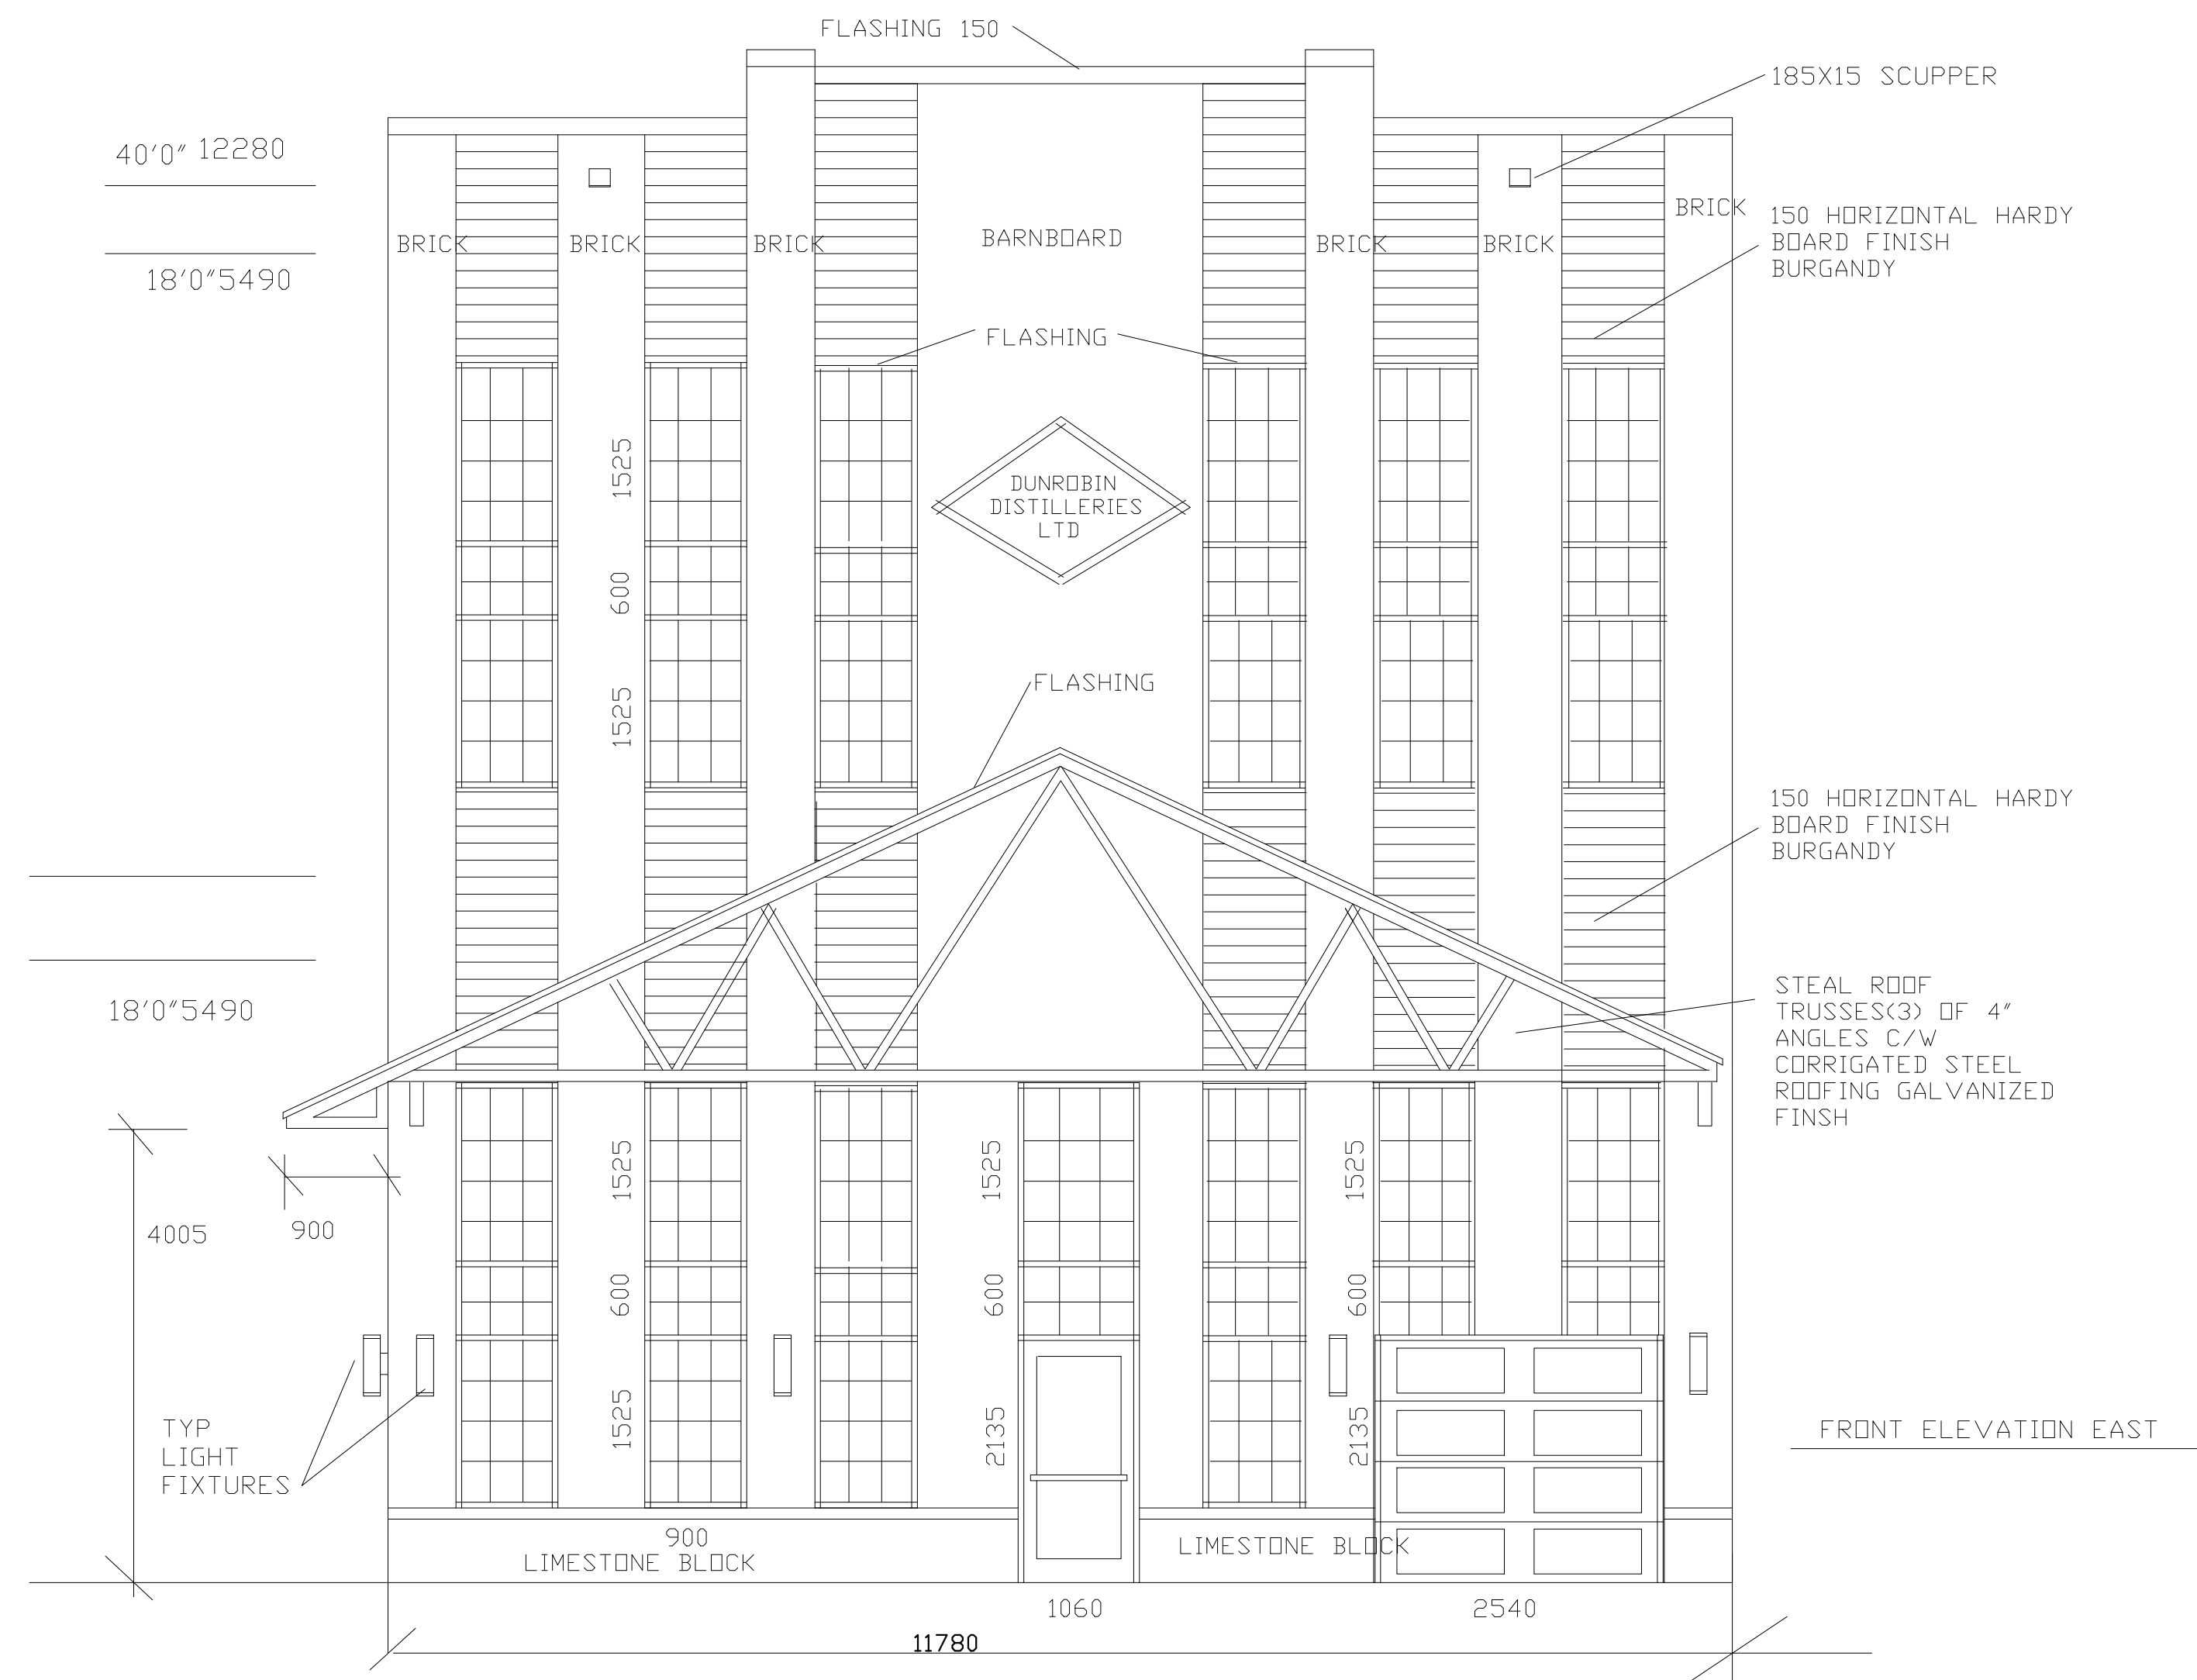 FLASHING 150
185X15 SCUPPER
40'0" 12280
18'0"5490
BRICK
BRICK
BRICK
BARNBOARD
BRICK
BRICK
BRICK
150 HORIZONTAL HARDY
BOARD FINISH
BURGANDY
FLASHING
1525
DUNROBIN
DISTILLERIES
LTD
600
FLASHING
1525
150 HORIZONTAL HARDY
BOARD FINISH
BURGANDY
18'0"5490
STEAL ROOF
TRUSSES(3) OF 4"
ANGLES C/W
CORRIGATED STEEL
ROOFING GALVANIZED
FINSH
4005
900
1525
1525
1525
600
600
600
1525
2135
2135
TYP
LIGHT
FIXTURES
FRONT ELEVATION EAST
900
LIMESTONE BLOCK
LIMESTONE BLOCK
1060
2540
11780